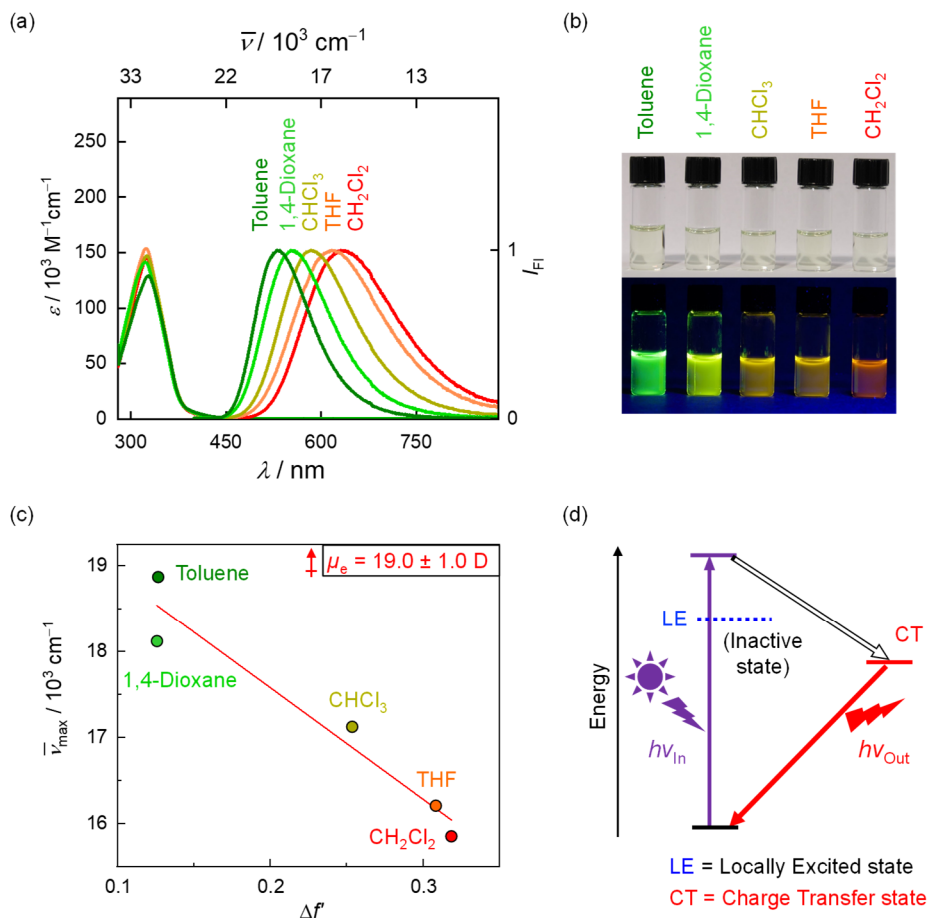 (a)
ν̅ / 10³ cm⁻¹
33 22 17 13
250
200
150
100
50
0
ε / 10³ M⁻¹cm⁻¹
Toluene
1,4-Dioxane
CHCl₃
THF
CH₂Cl₂
1
0
I_FI
300 450 600 750
λ / nm
(b)
Toluene
1,4-Dioxane
CHCl₃
THF
CH₂Cl₂
(c)
μₑ = 19.0 ± 1.0 D
19
18
17
16
ν̅_max / 10³ cm⁻¹
Toluene
1,4-Dioxane
CHCl₃
THF
CH₂Cl₂
0.1 0.2 0.3
Δf'
(d)
Energy
LE
(Inactive
state)
CT
hν_In
hν_Out
LE = Locally Excited state
CT = Charge Transfer state